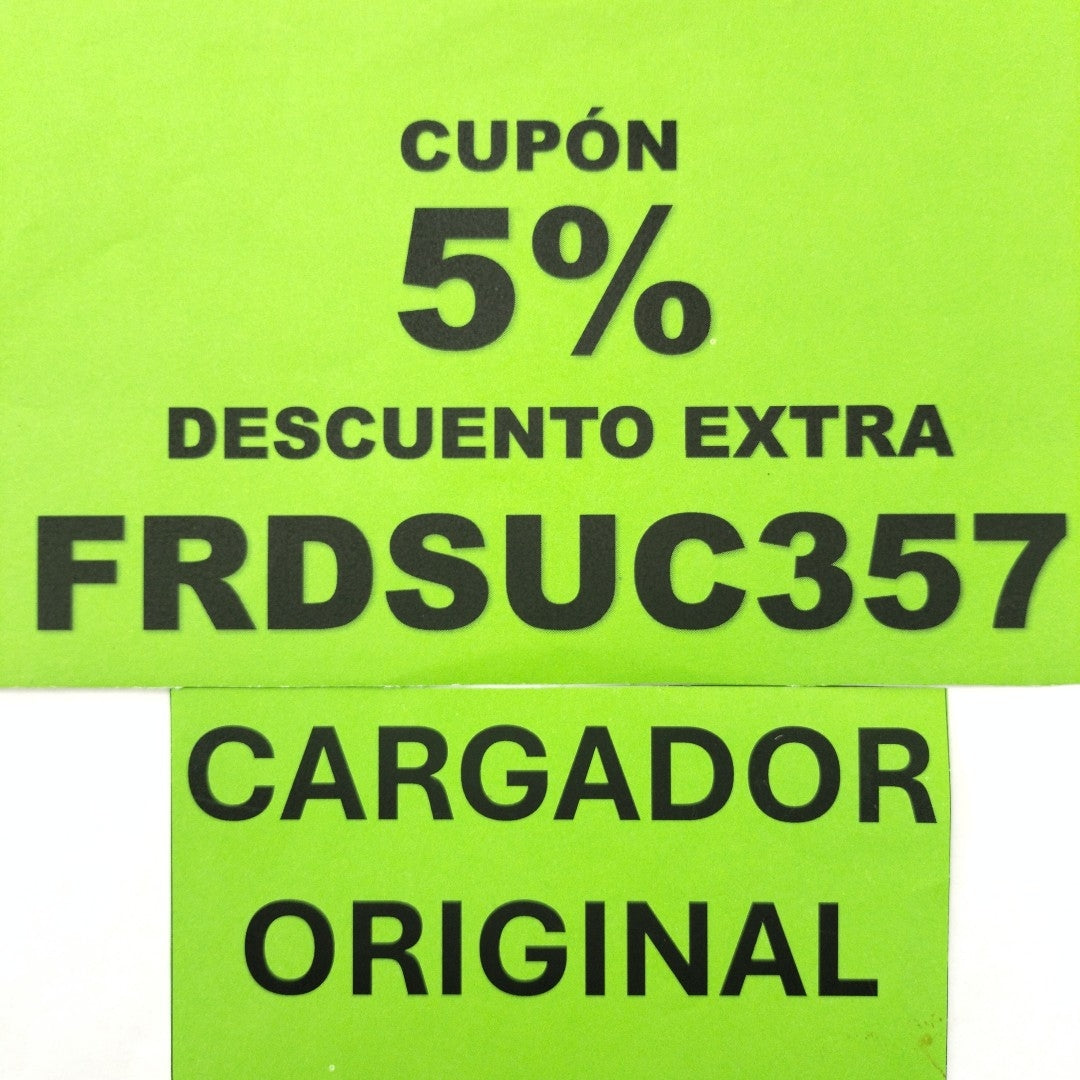 CUPÓN
5%
DESCUENTO EXTRA
FRDSUC357
CARGADOR
ORIGINAL